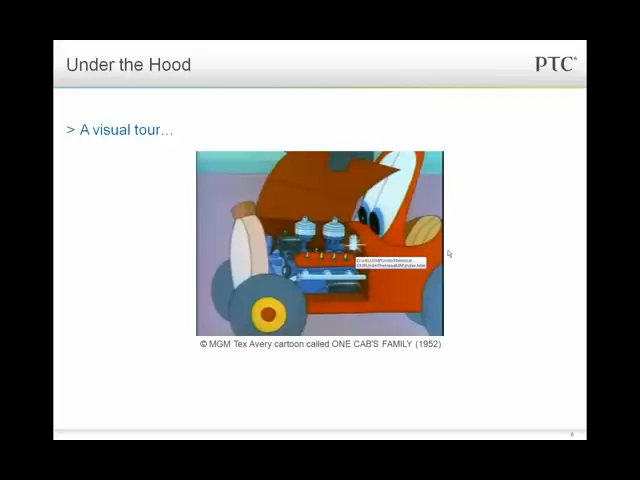 Under the Hood
PTC®
> A visual tour…
© MGM Tex Avery cartoon called ONE CAB'S FAMILY (1952)